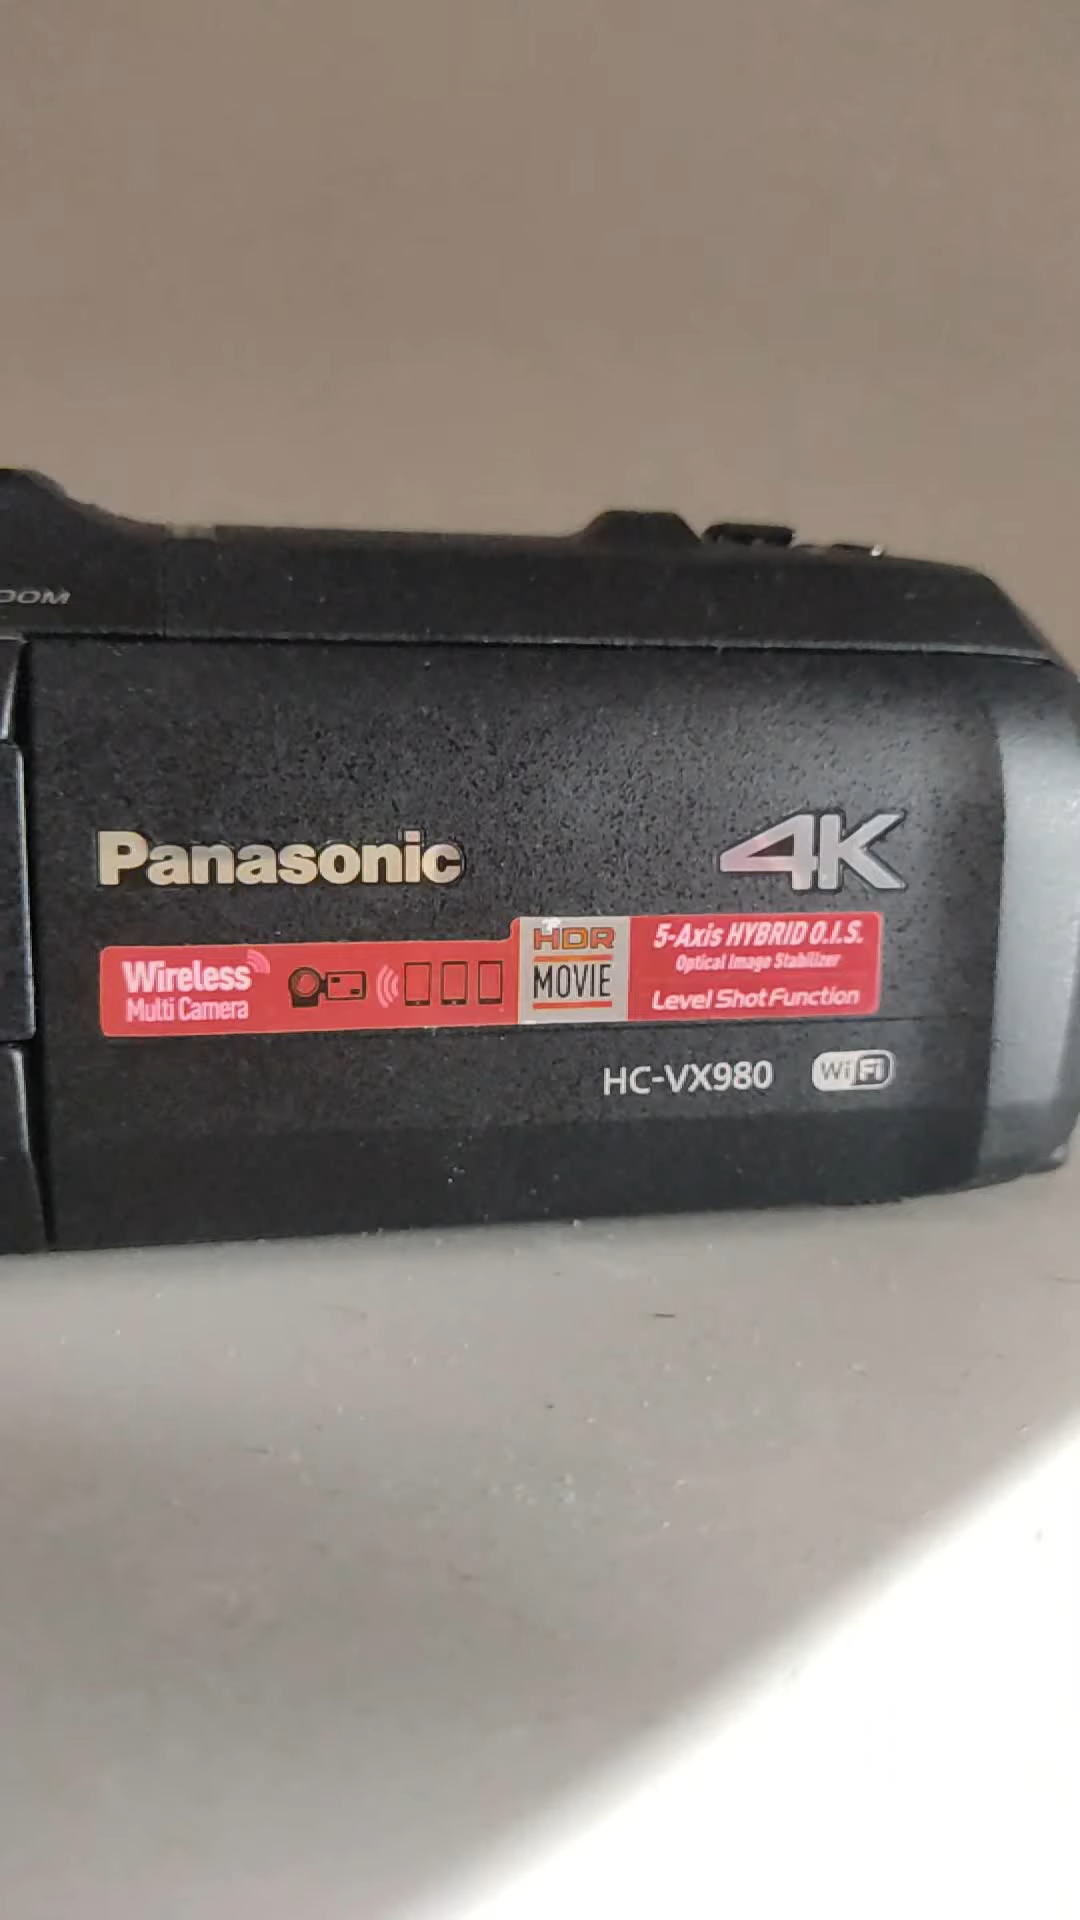 Panasonic
4K
Wireless
Multi Camera
HDR
MOVIE
5-Axis HYBRID O.I.S.
Optical Image Stabilizer
Level Shot Function
HC-VX980
WiFi